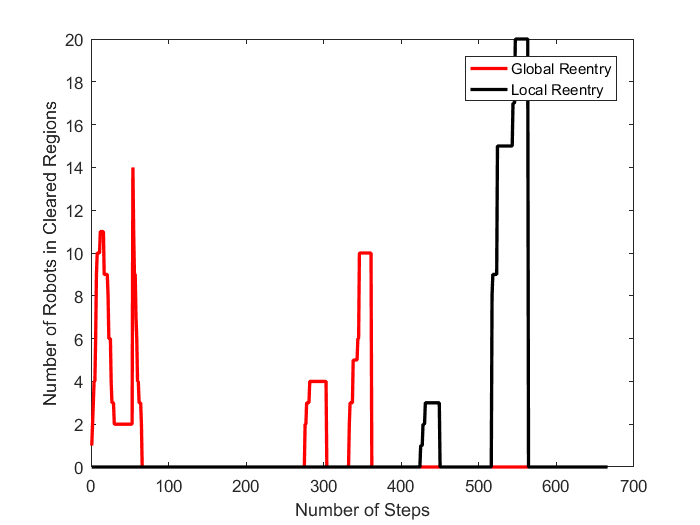 20
18
16
14
12
10
8
6
4
2
0
Number of Robots in Cleared Regions
Global Reentry
Local Reentry
0 100 200 300 400 500 600 700
Number of Steps